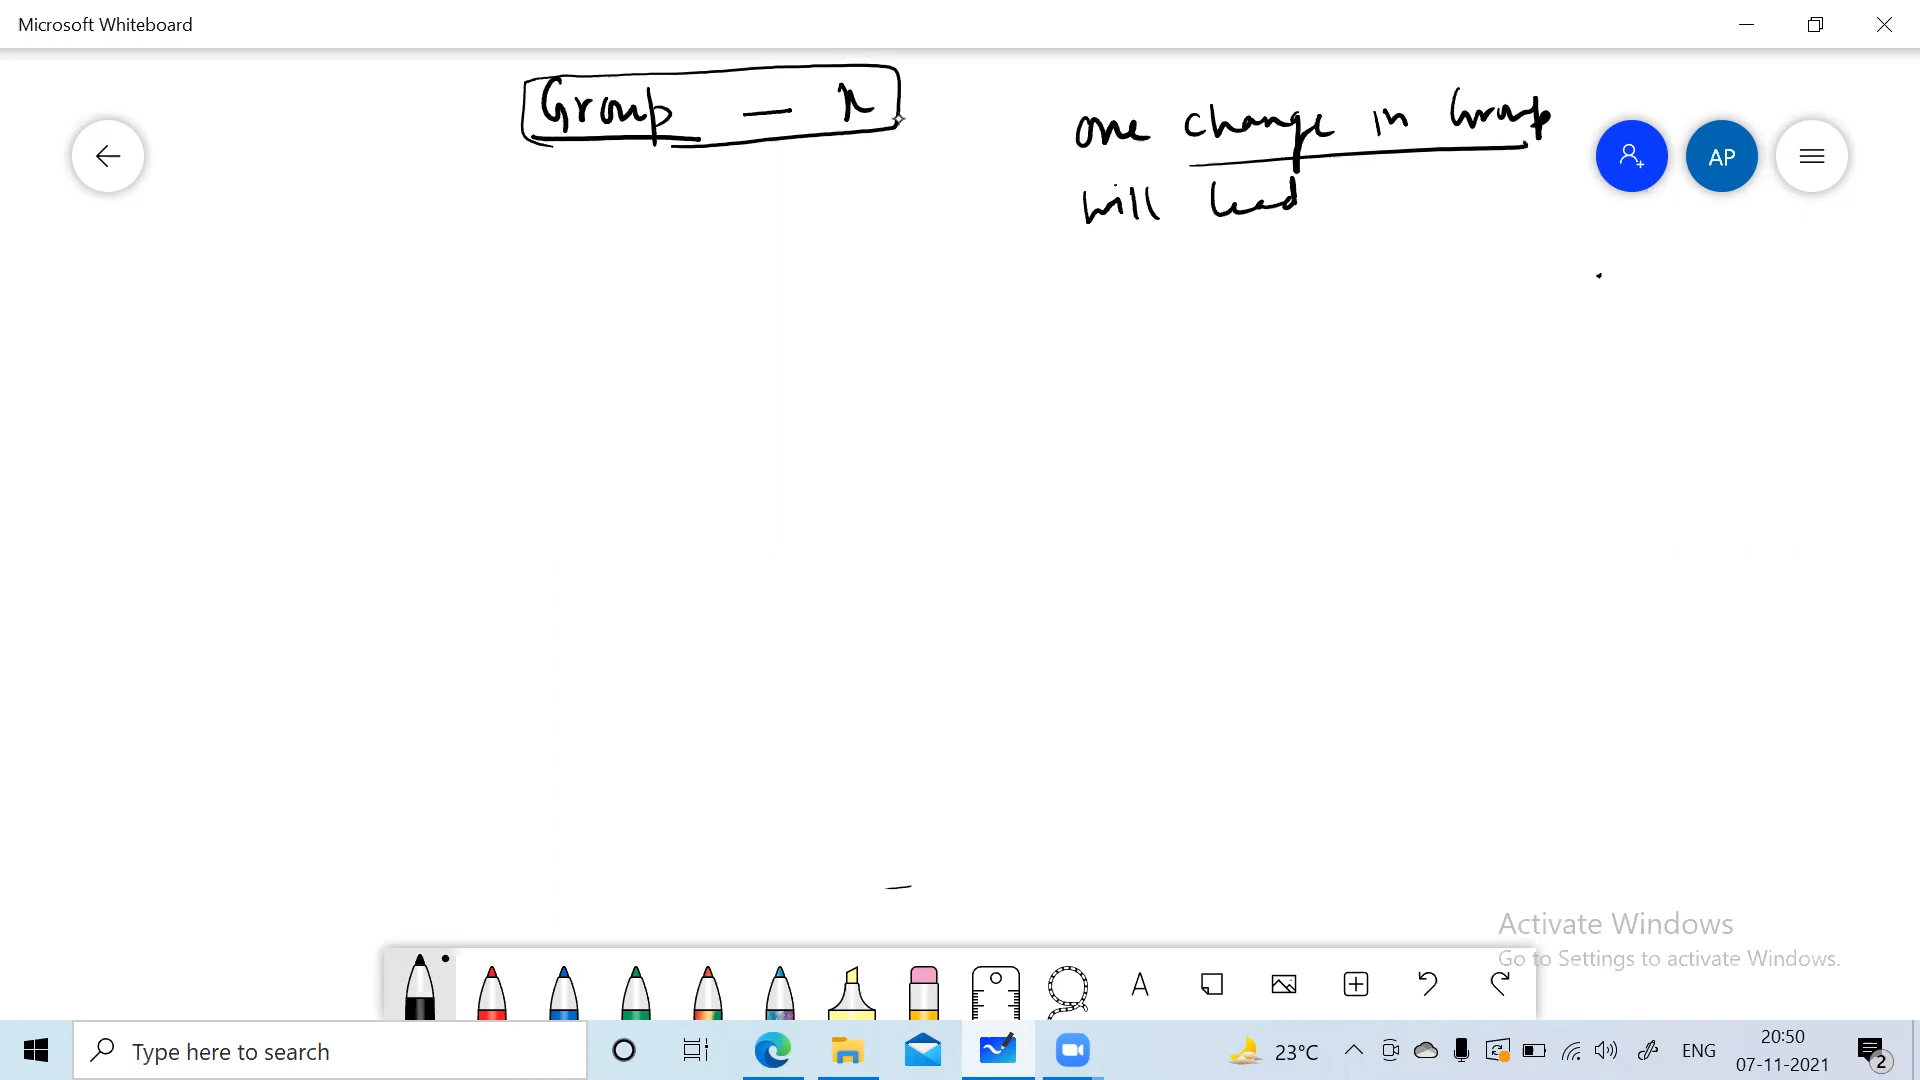 Microsoft Whiteboard
Group — x
one change in Group
will lead
AP
Activate Windows
Go to Settings to activate Windows.
A
Type here to search
23°C
ENG
20:50
07-11-2021
2